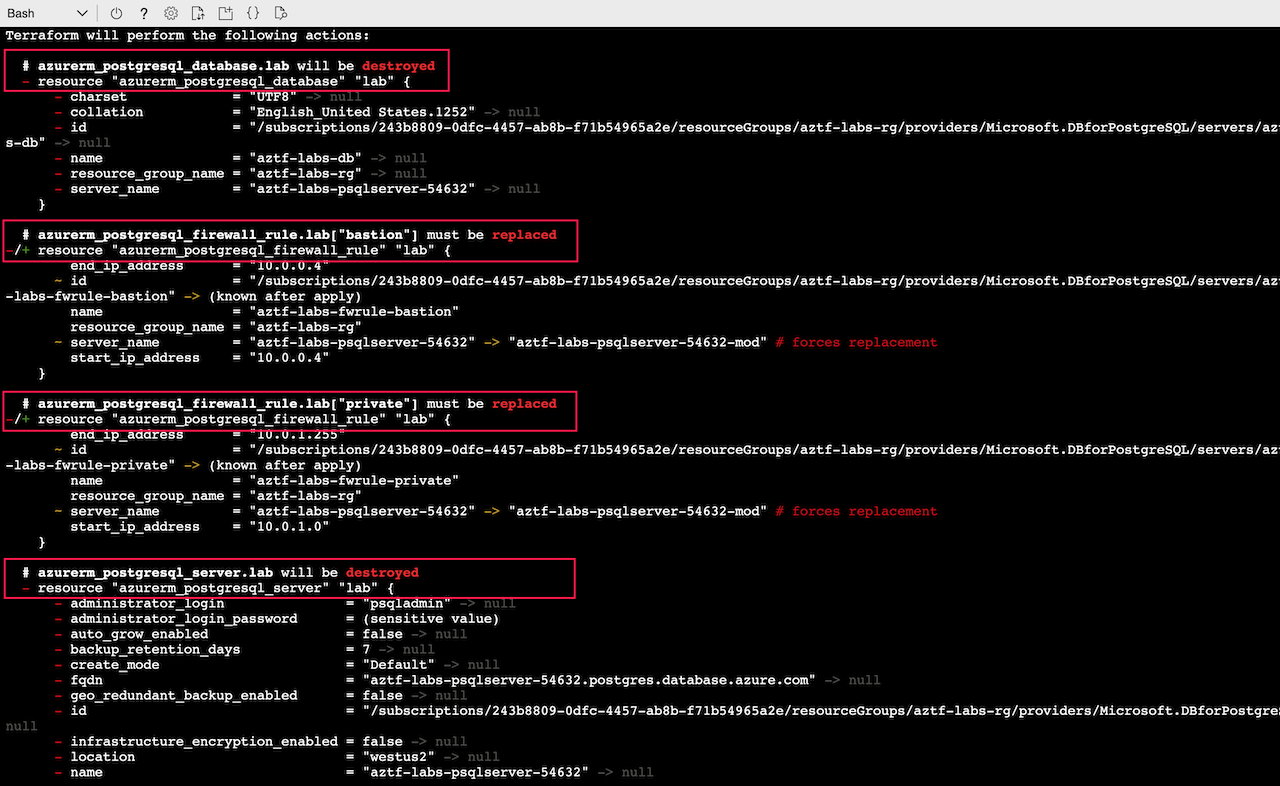 Bash
Terraform will perform the following actions:
# azurerm_postgresql_database.lab will be destroyed
- resource "azurerm_postgresql_database" "lab" {
- charset = "UTF8" -> null
- collation = "English_United States.1252" -> null
- id = "/subscriptions/243b8809-0dfc-4457-ab8b-f71b54965a2e/resourceGroups/aztf-labs-rg/providers/Microsoft.DBforPostgreSQL/servers/az
s-db" -> null
- name = "aztf-labs-db" -> null
- resource_group_name = "aztf-labs-rg" -> null
- server_name = "aztf-labs-psqlserver-54632" -> null
}
# azurerm_postgresql_firewall_rule.lab["bastion"] must be replaced
-/+ resource "azurerm_postgresql_firewall_rule" "lab" {
end_ip_address = "10.0.0.4"
~ id = "/subscriptions/243b8809-0dfc-4457-ab8b-f71b54965a2e/resourceGroups/aztf-labs-rg/providers/Microsoft.DBforPostgreSQL/servers/az
-labs-fwrule-bastion" -> (known after apply)
name = "aztf-labs-fwrule-bastion"
resource_group_name = "aztf-labs-rg"
~ server_name = "aztf-labs-psqlserver-54632" -> "aztf-labs-psqlserver-54632-mod" # forces replacement
start_ip_address = "10.0.0.4"
}
# azurerm_postgresql_firewall_rule.lab["private"] must be replaced
-/+ resource "azurerm_postgresql_firewall_rule" "lab" {
end_ip_address = "10.0.1.255"
~ id = "/subscriptions/243b8809-0dfc-4457-ab8b-f71b54965a2e/resourceGroups/aztf-labs-rg/providers/Microsoft.DBforPostgreSQL/servers/az
-labs-fwrule-private" -> (known after apply)
name = "aztf-labs-fwrule-private"
resource_group_name = "aztf-labs-rg"
~ server_name = "aztf-labs-psqlserver-54632" -> "aztf-labs-psqlserver-54632-mod" # forces replacement
start_ip_address = "10.0.1.0"
}
# azurerm_postgresql_server.lab will be destroyed
- resource "azurerm_postgresql_server" "lab" {
- administrator_login = "psqladmin" -> null
- administrator_login_password = (sensitive value)
- auto_grow_enabled = false -> null
- backup_retention_days = 7 -> null
- create_mode = "Default" -> null
- fqdn = "aztf-labs-psqlserver-54632.postgres.database.azure.com" -> null
- geo_redundant_backup_enabled = false -> null
- id = "/subscriptions/243b8809-0dfc-4457-ab8b-f71b54965a2e/resourceGroups/aztf-labs-rg/providers/Microsoft.DBforPostgreS
null
- infrastructure_encryption_enabled = false -> null
- location = "westus2" -> null
- name = "aztf-labs-psqlserver-54632" -> null